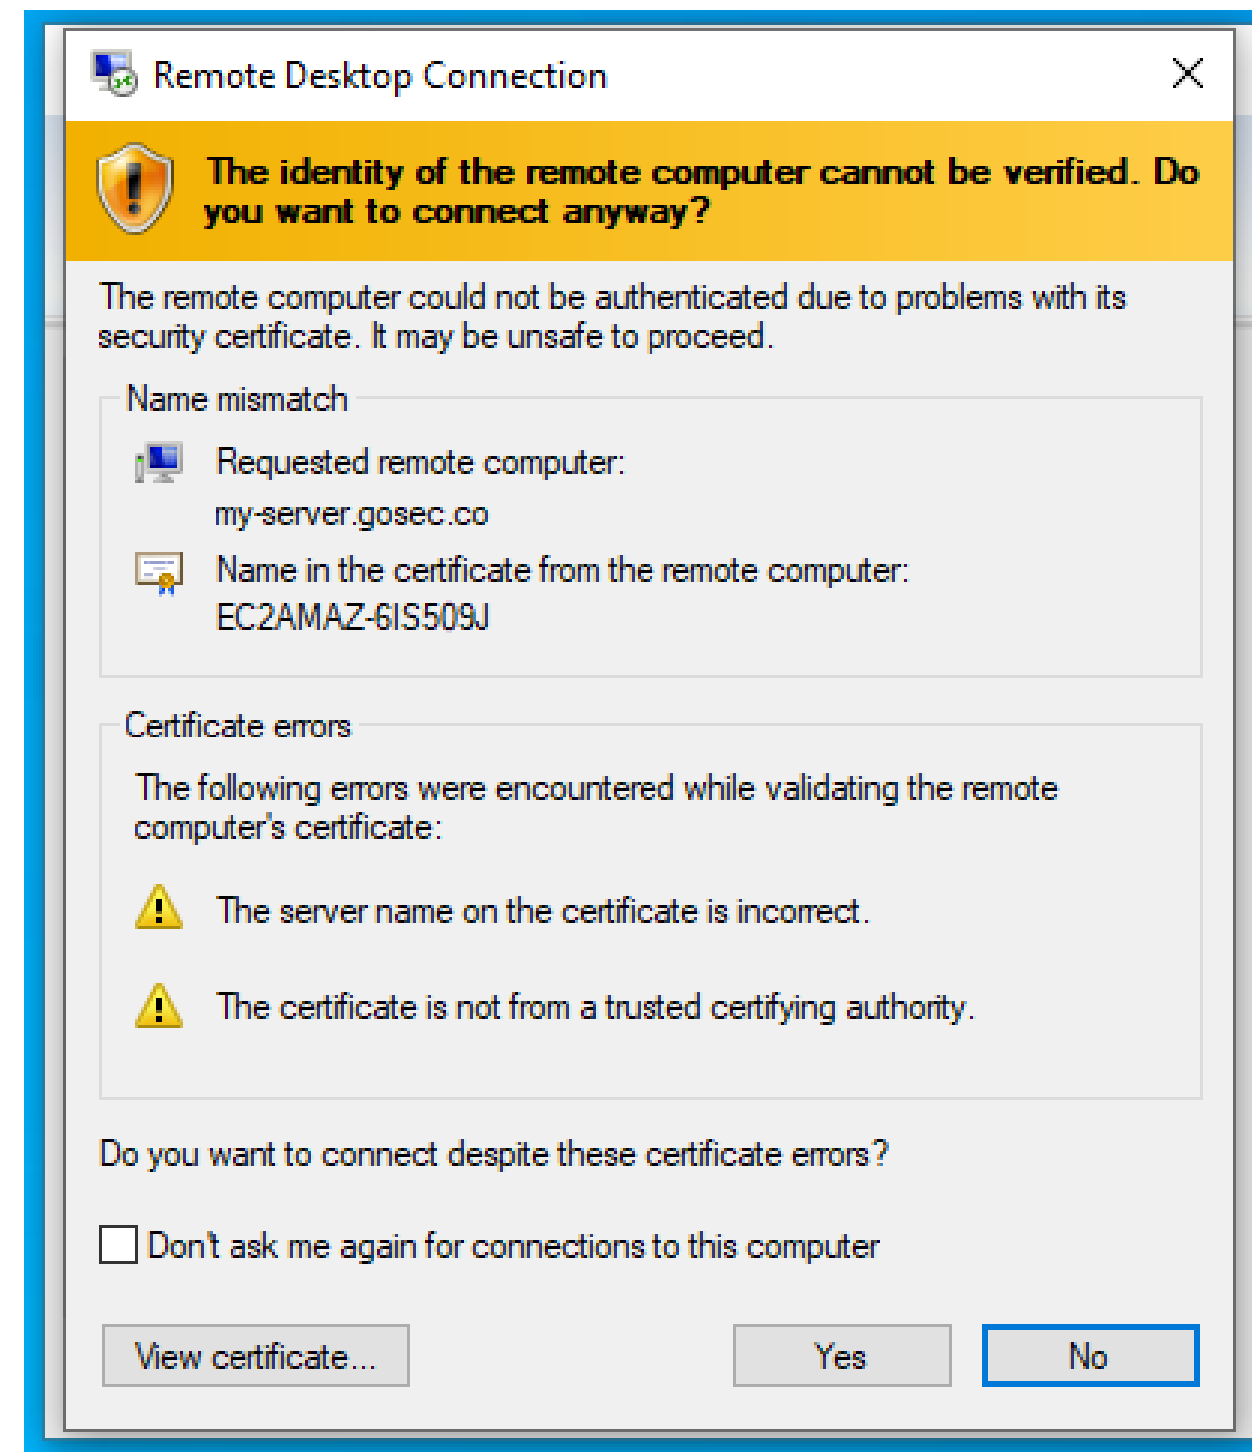 Remote Desktop Connection
The identity of the remote computer cannot be verified. Do
you want to connect anyway?
The remote computer could not be authenticated due to problems with its
security certificate. It may be unsafe to proceed.
Name mismatch
Requested remote computer:
my-server.gosec.co
Name in the certificate from the remote computer:
EC2AMAZ-6IS509J
Certificate errors
The following errors were encountered while validating the remote
computer's certificate:
The server name on the certificate is incorrect.
The certificate is not from a trusted certifying authority.
Do you want to connect despite these certificate errors?
Don't ask me again for connections to this computer
View certificate...
Yes
No